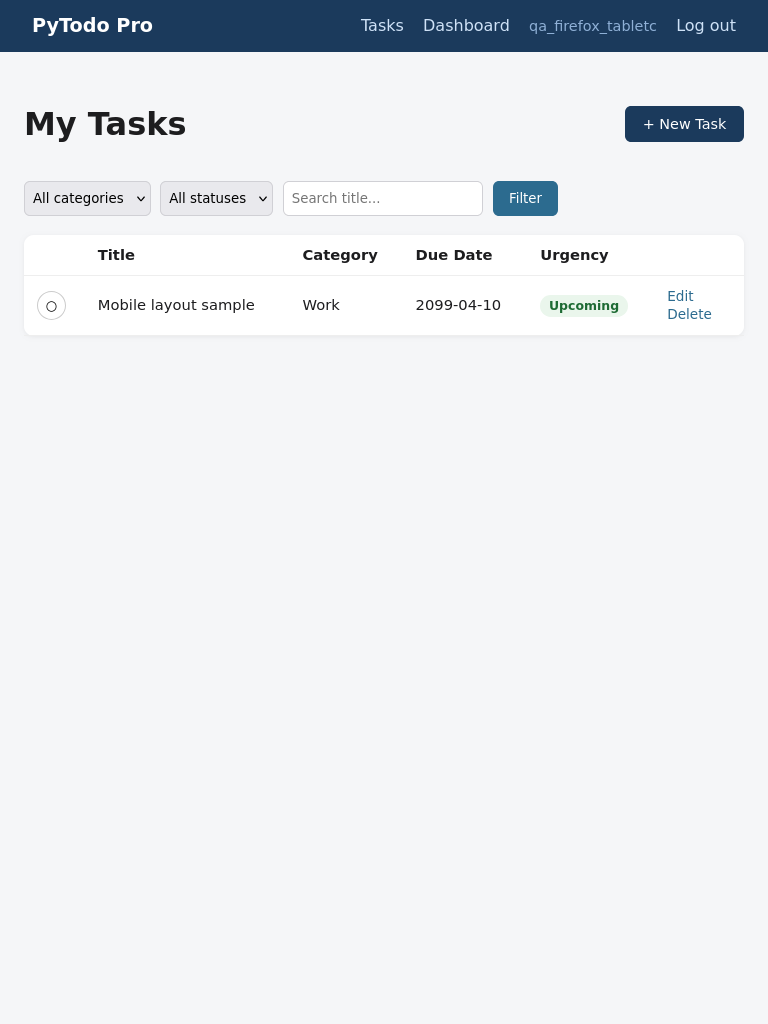 PyTodo Pro Tasks Dashboard qa_firefox_tabletc Log out
My Tasks + New Task
All categories All statuses Search title... Filter
Title Category Due Date Urgency
Mobile layout sample Work 2099-04-10 Upcoming Edit
Delete